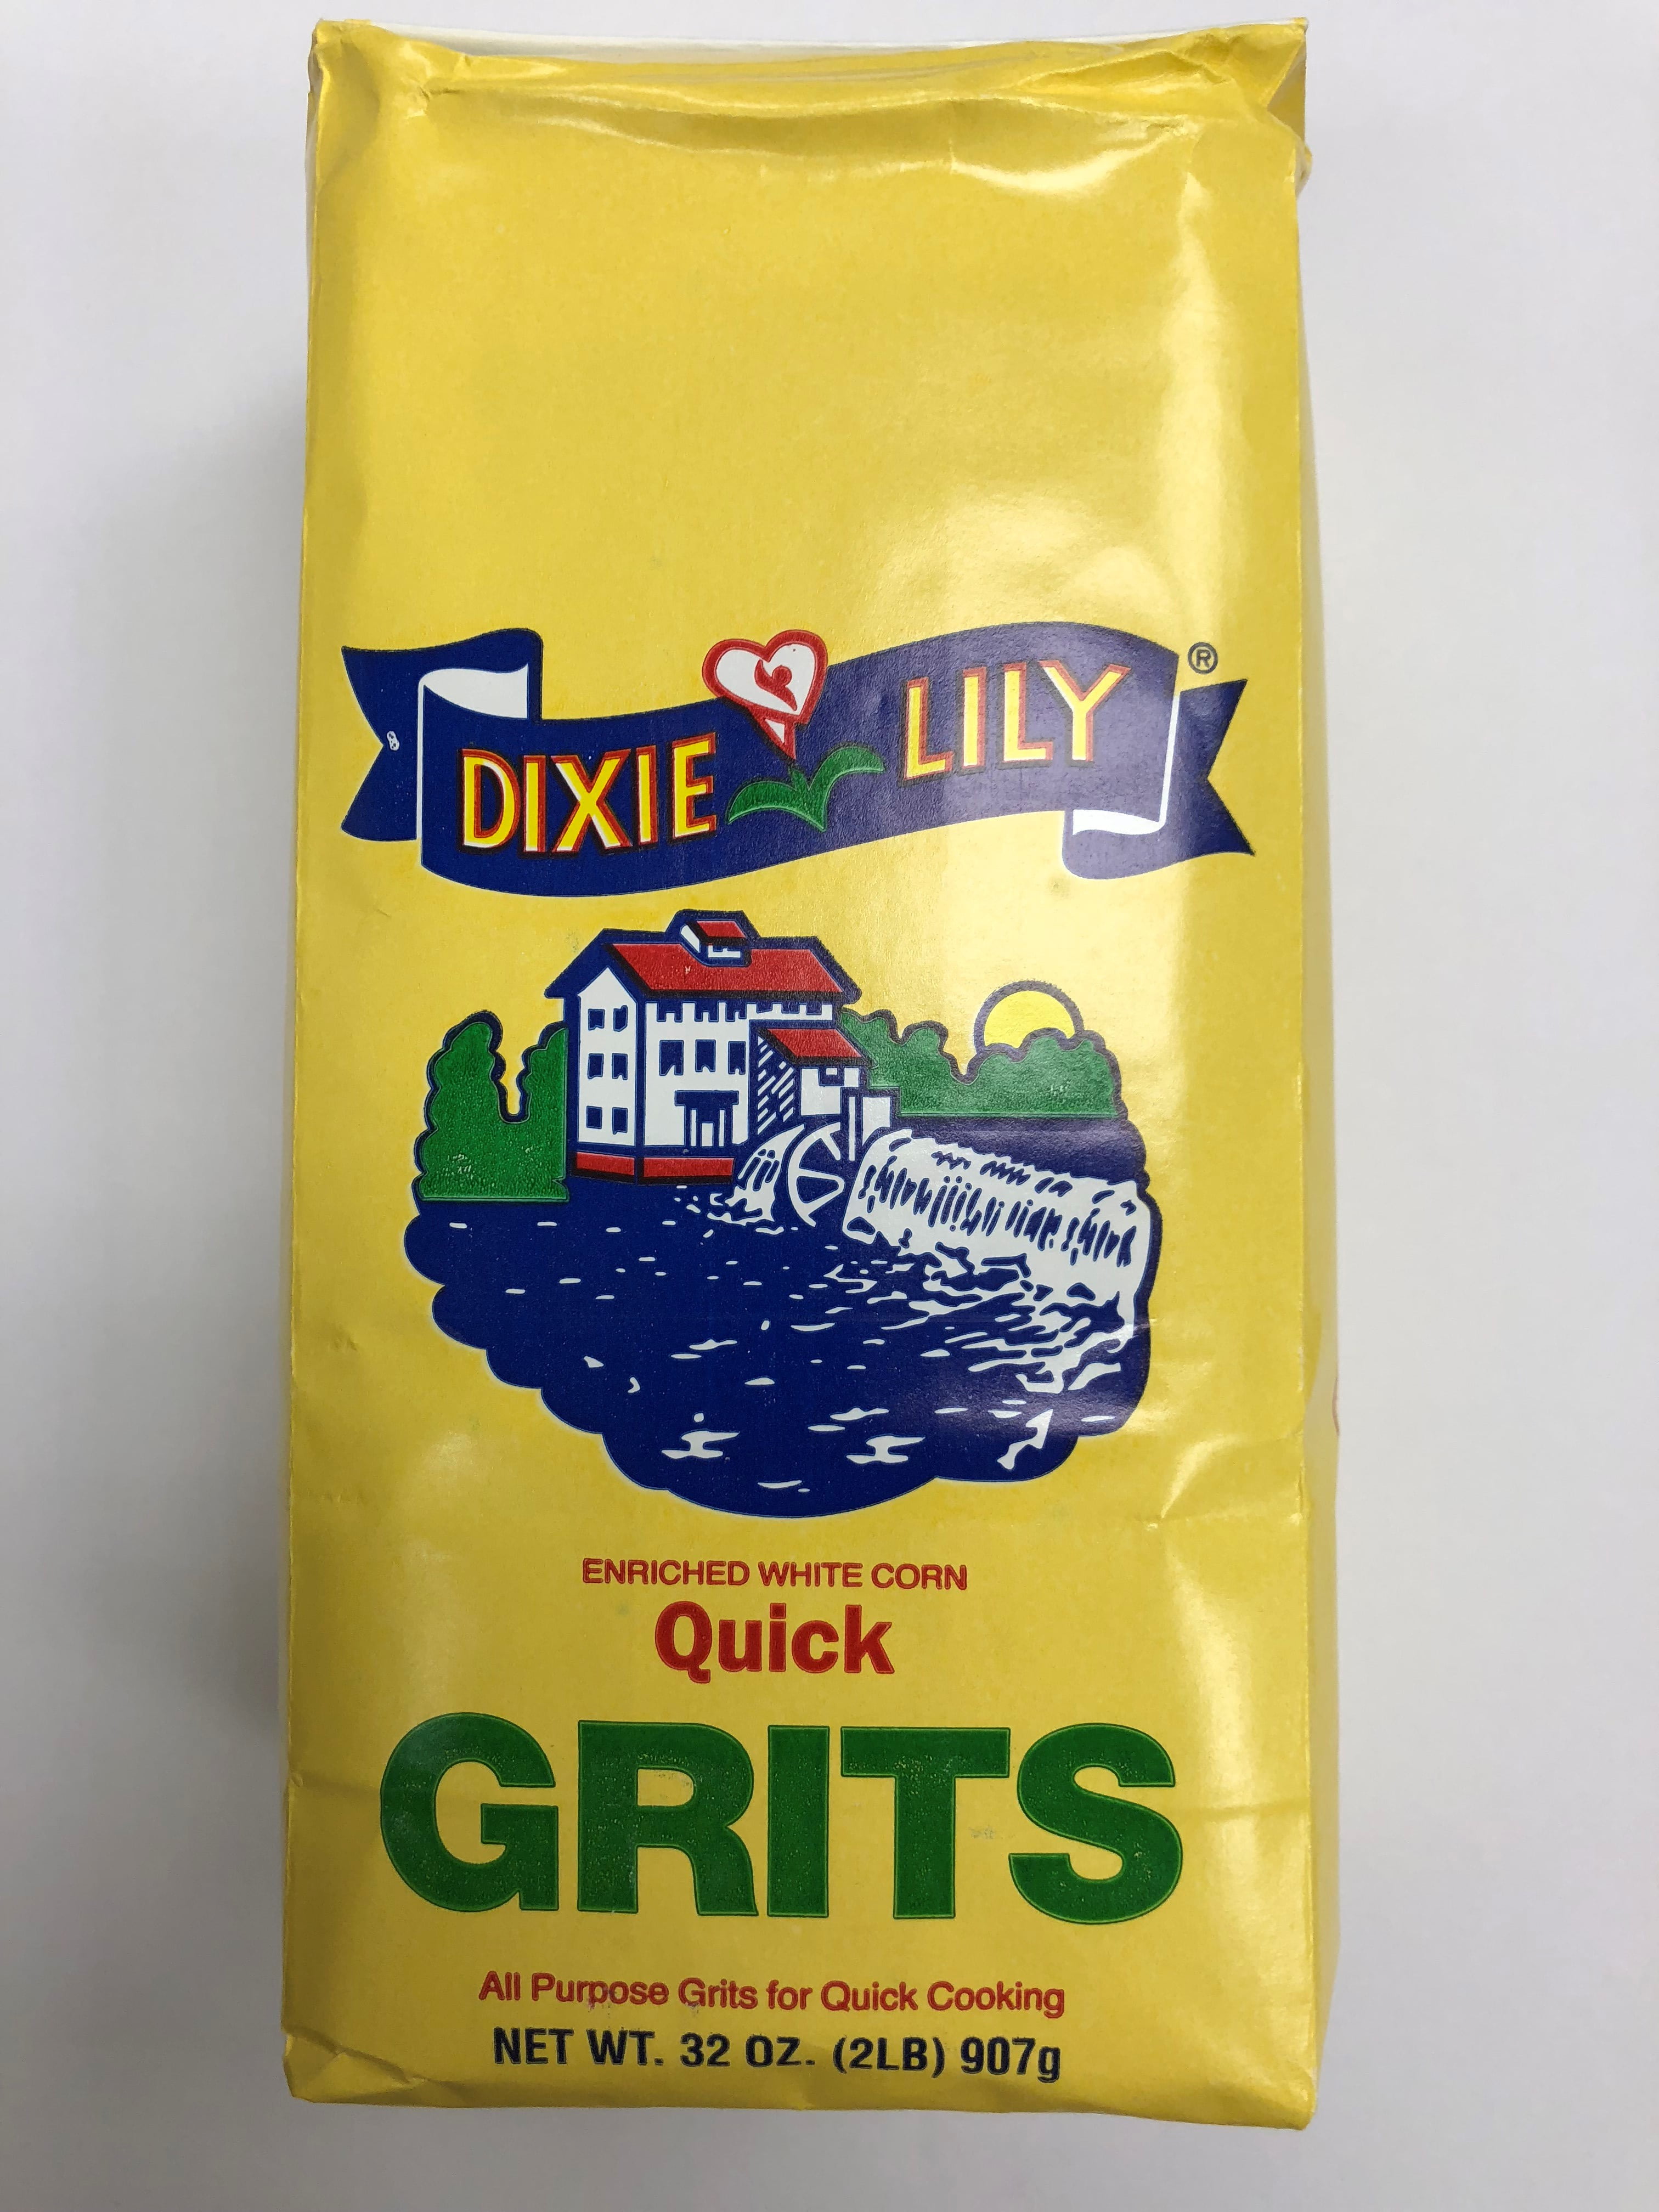 DIXIE LILY ®
ENRICHED WHITE CORN
Quick
GRITS
All Purpose Grits for Quick Cooking
NET WT. 32 OZ. (2LB) 907g